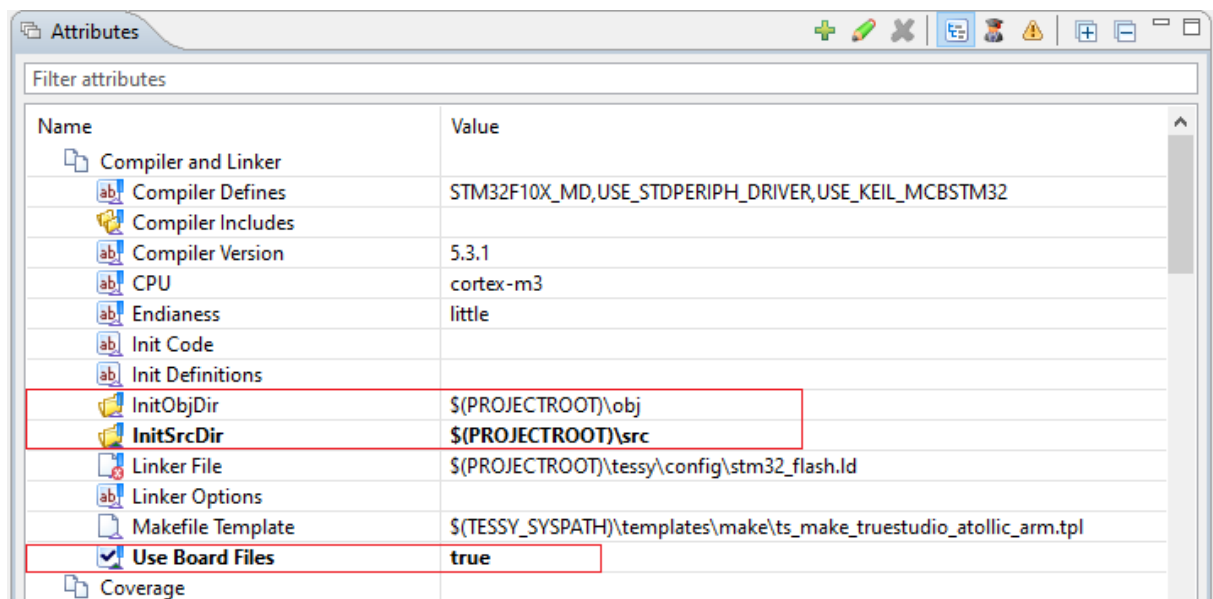 Attributes
Filter attributes
Name Value
Compiler and Linker
Compiler Defines STM32F10X_MD,USE_STDPERIPH_DRIVER,USE_KEIL_MCBSTM32
Compiler Includes
Compiler Version 5.3.1
CPU cortex-m3
Endianess little
Init Code
Init Definitions
InitObjDir $(PROJECTROOT)\obj
InitSrcDir $(PROJECTROOT)\src
Linker File $(PROJECTROOT)\tessy\config\stm32_flash.ld
Linker Options
Makefile Template $(TESSY_SYSPATH)\templates\make\ts_make_truestudio_atollic_arm.tpl
Use Board Files true
Coverage